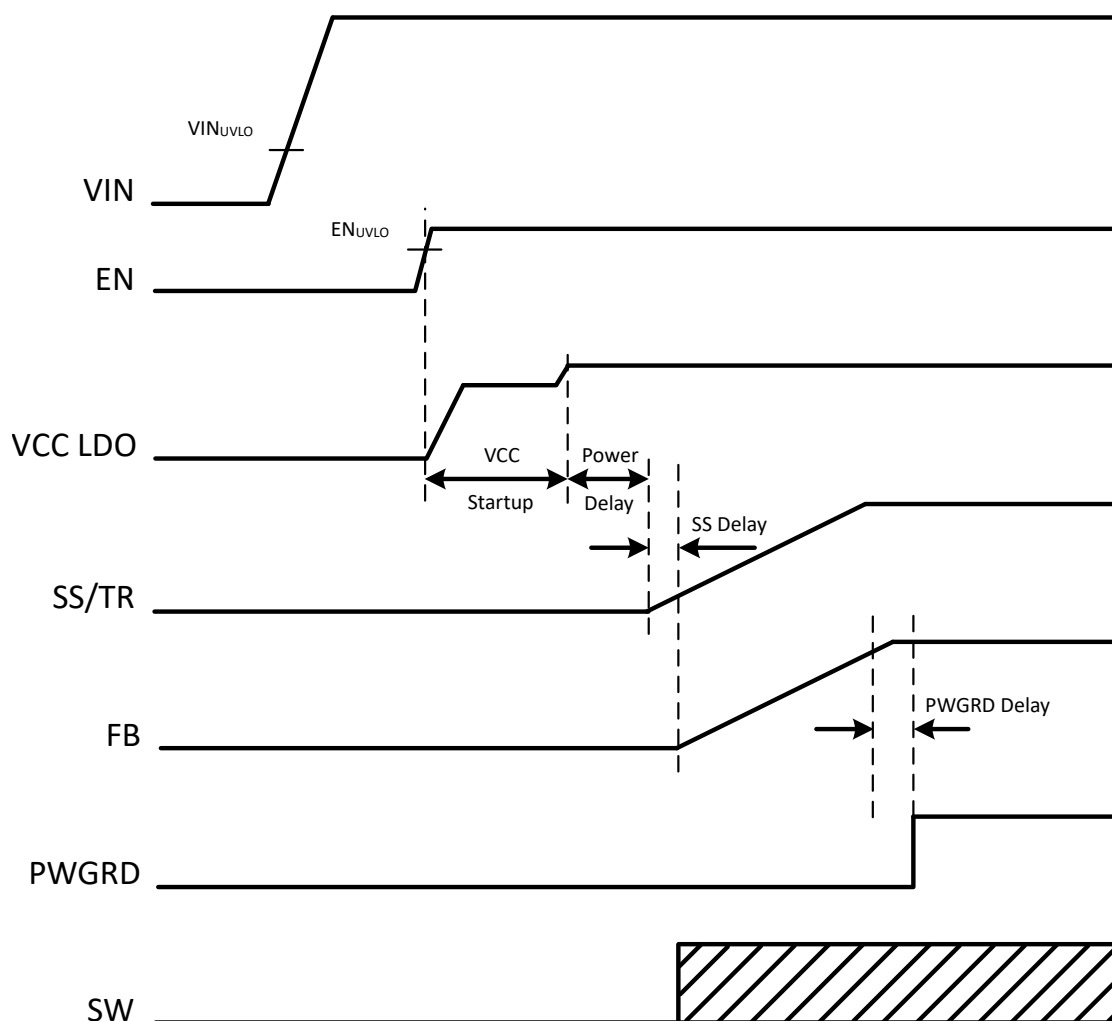 VINUVLO
VIN
ENUVLO
EN
VCC LDO
VCC
Startup
Power
Delay
SS Delay
SS/TR
PWGRD Delay
FB
PWGRD
SW